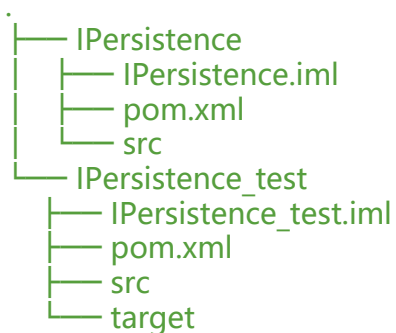 .
├── IPersistence
│   ├── IPersistence.iml
│   ├── pom.xml
│   └── src
└── IPersistence_test
    ├── IPersistence_test.iml
    ├── pom.xml
    ├── src
    └── target